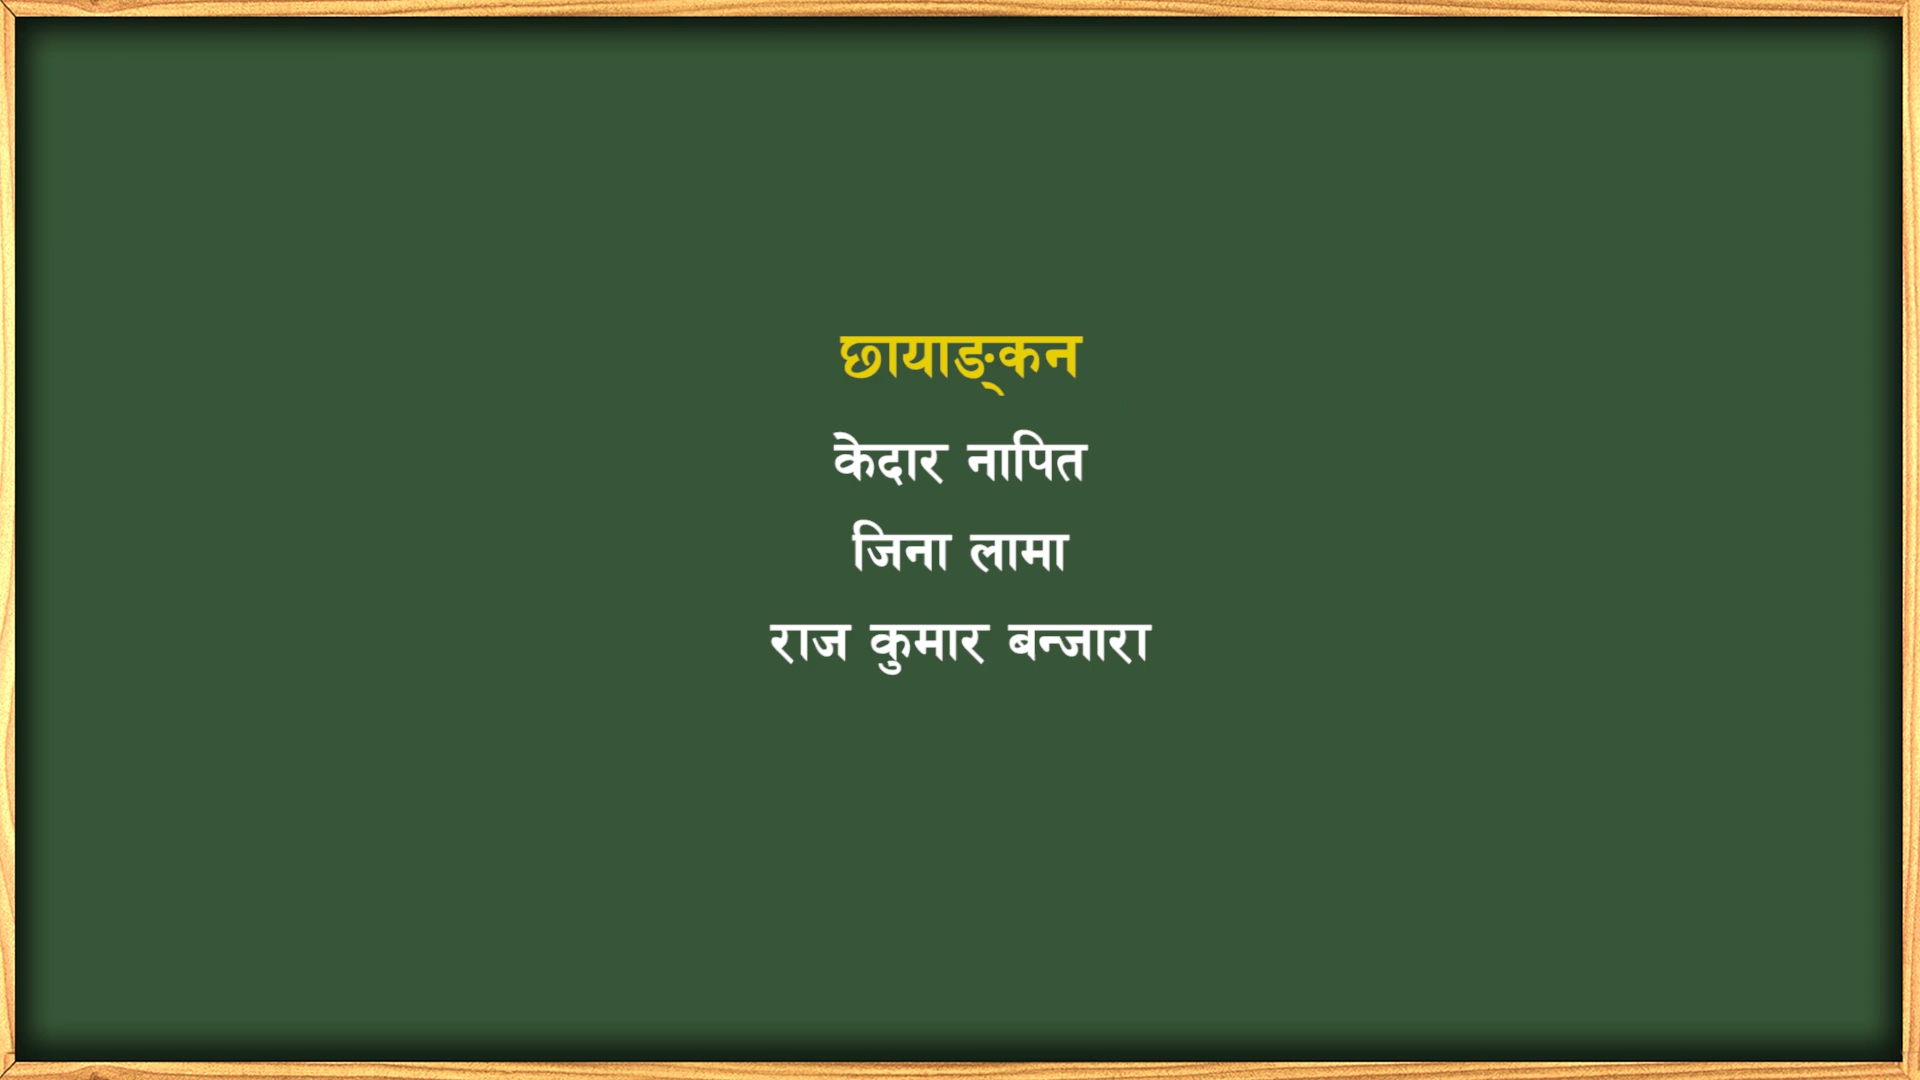 छायाङ्कन
केदार नापित
जिना लामा
राज कुमार बन्जारा